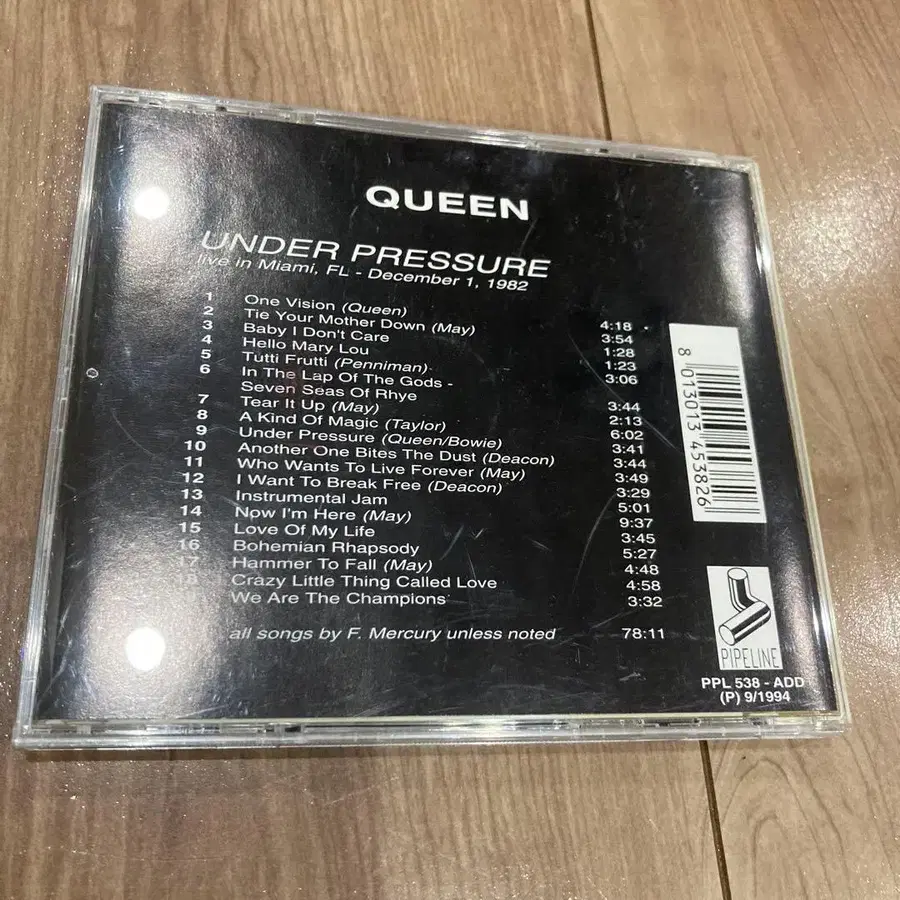 QUEEN
UNDER PRESSURE
live in Miami, FL - December 1, 1982
1 One Vision (Queen) 4:18
2 Tie Your Mother Down (May) 3:54
3 Baby I Don't Care 1:28
4 Hello Mary Lou 1:23
5 Tutti Frutti (Penniman) 3:06
6 In The Lap Of The Gods -
Seven Seas Of Rhye 3:44
7 Tear It Up (May) 2:13
8 A Kind Of Magic (Taylor) 6:02
9 Under Pressure (Queen/Bowie) 3:41
10 Another One Bites The Dust (Deacon) 3:44
11 Who Wants To Live Forever (May) 3:49
12 I Want To Break Free (Deacon) 3:29
13 Instrumental Jam 5:01
14 Now I'm Here (May) 9:37
15 Love Of My Life 3:45
16 Bohemian Rhapsody 5:27
17 Hammer To Fall (May) 4:48
18 Crazy Little Thing Called Love 4:58
We Are The Champions 3:32
all songs by F. Mercury unless noted 78:11
8 013013 453826
PIPELINE
PPL 538 - ADD
(P) 9/1994